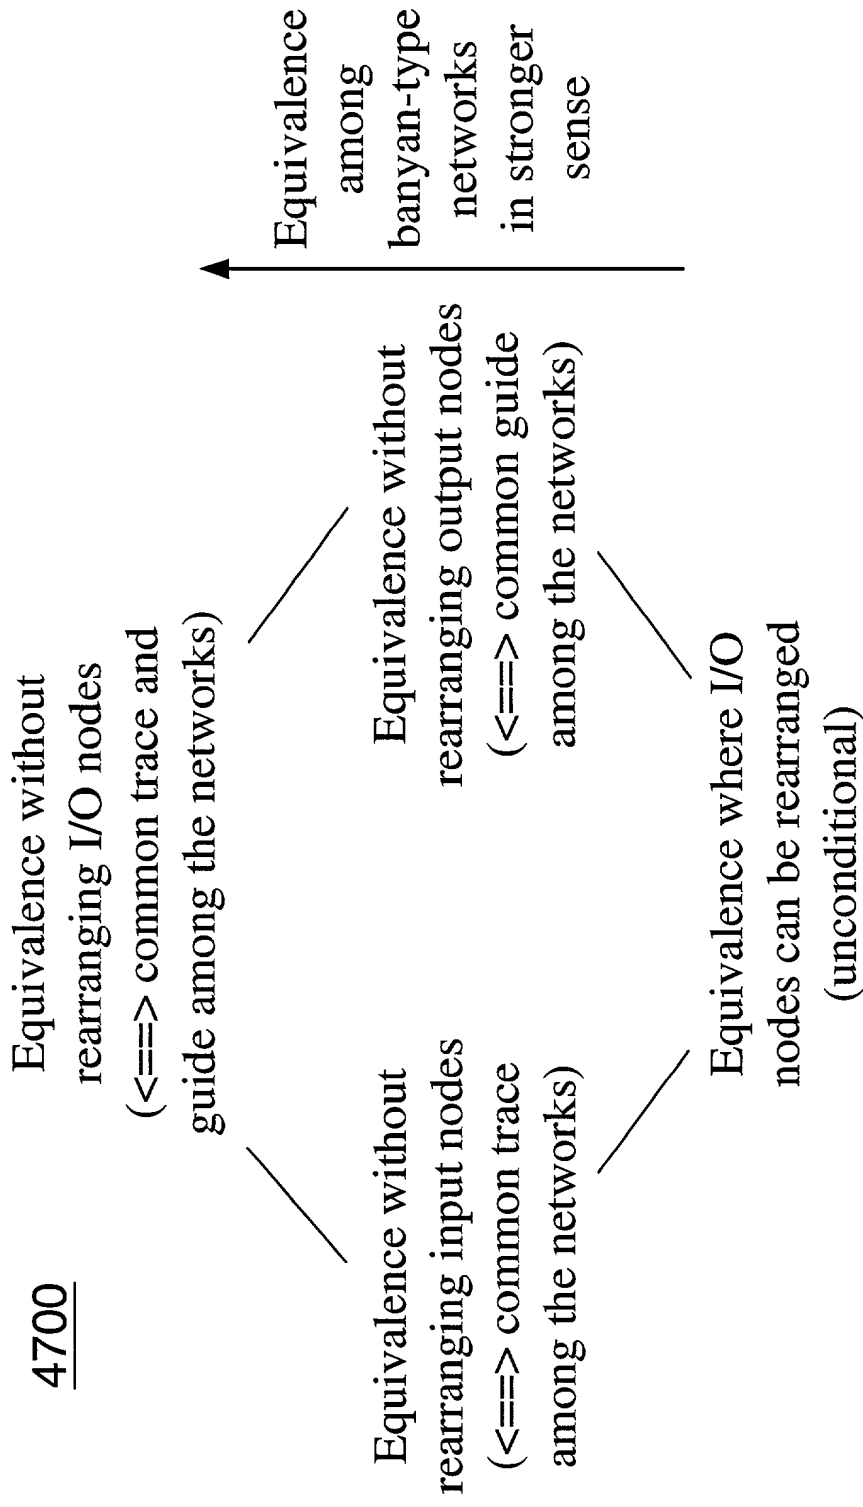 4700
Equivalence without
rearranging I/O nodes
(<==> common trace and
guide among the networks)
Equivalence without
rearranging input nodes
(<==> common trace
among the networks)
Equivalence without
rearranging output nodes
(<==> common guide
among the networks)
Equivalence where I/O
nodes can be rearranged
(unconditional)
Equivalence
among
banyan-type
networks
in stronger
sense